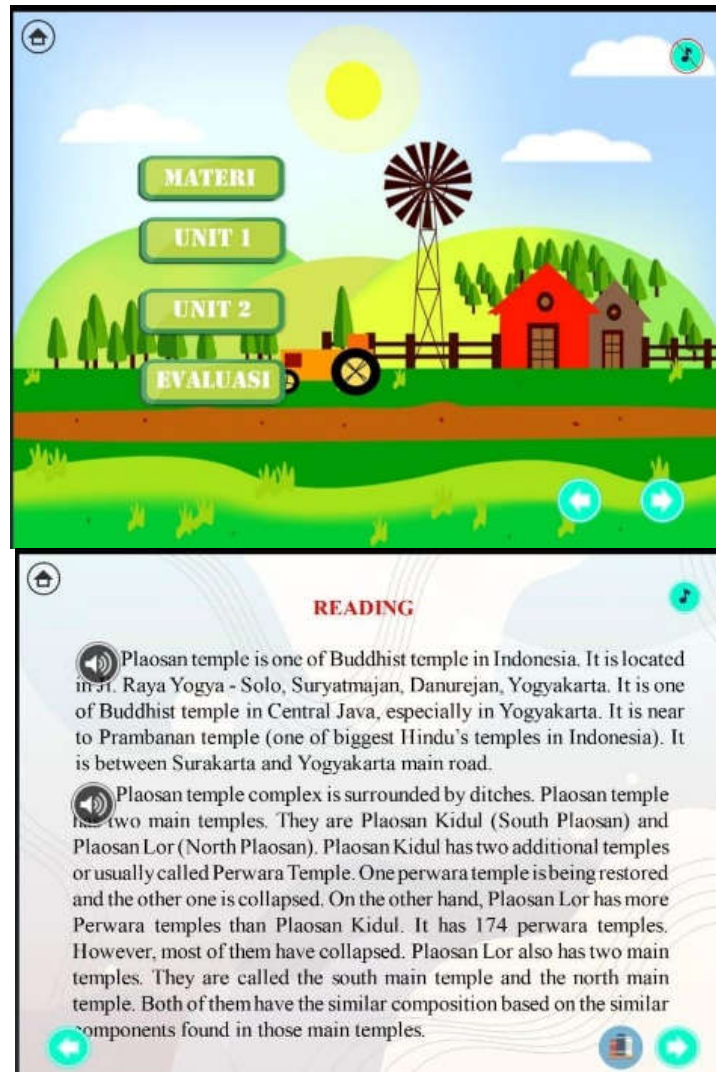 MATERI
UNIT 1
UNIT 2
EVALUASI
READING
Plaosan temple is one of Buddhist temple in Indonesia. It is located
in Jl. Raya Yogya - Solo, Suryatmajan, Danurejan, Yogyakarta. It is one
of Buddhist temple in Central Java, especially in Yogyakarta. It is near
to Prambanan temple (one of biggest Hindu's temples in Indonesia). It
is between Surakarta and Yogyakarta main road.
Plaosan temple complex is surrounded by ditches. Plaosan temple
has two main temples. They are Plaosan Kidul (South Plaosan) and
Plaosan Lor (North Plaosan). Plaosan Kidul has two additional temples
or usually called Perwara Temple. One perwara temple is being restored
and the other one is collapsed. On the other hand, Plaosan Lor has more
Perwara temples than Plaosan Kidul. It has 174 perwara temples.
However, most of them have collapsed. Plaosan Lor also has two main
temples. They are called the south main temple and the north main
temple. Both of them have the similar composition based on the similar
components found in those main temples.